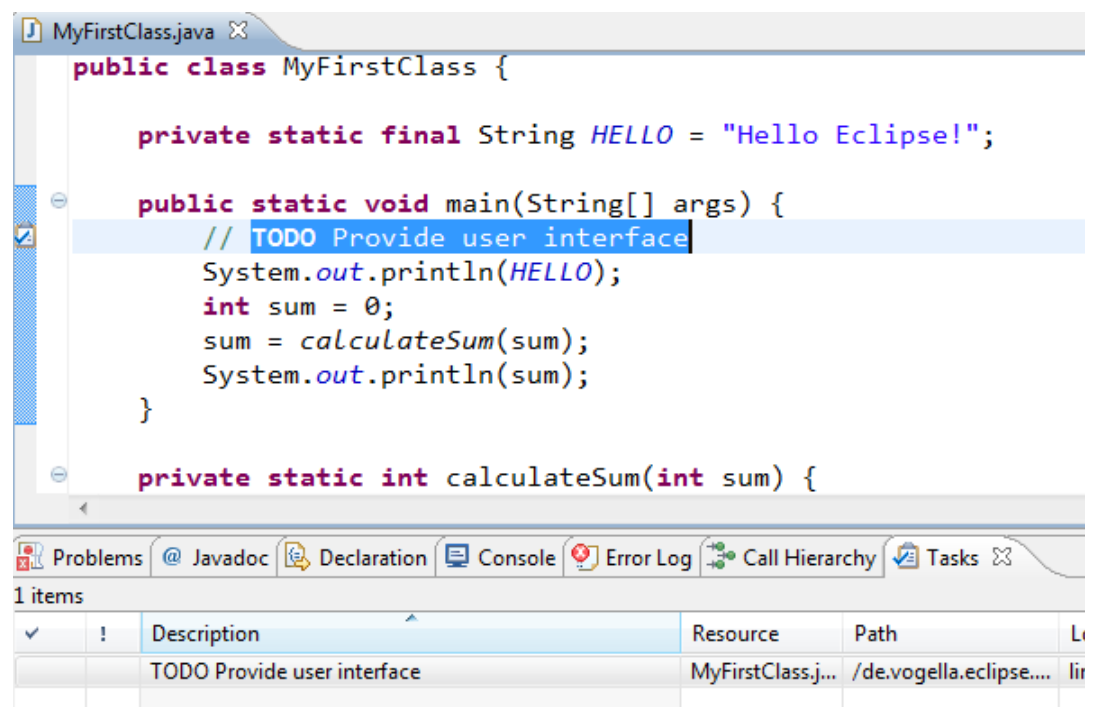 MyFirstClass.java
public class MyFirstClass {
private static final String HELLO = "Hello Eclipse!";
public static void main(String[] args) {
// TODO Provide user interface
System.out.println(HELLO);
int sum = 0;
sum = calculateSum(sum);
System.out.println(sum);
}
private static int calculateSum(int sum) {
Problems @ Javadoc Declaration Console Error Log Call Hierarchy Tasks
1 items
! Description Resource Path
TODO Provide user interface MyFirstClass.j... /de.vogella.eclipse....